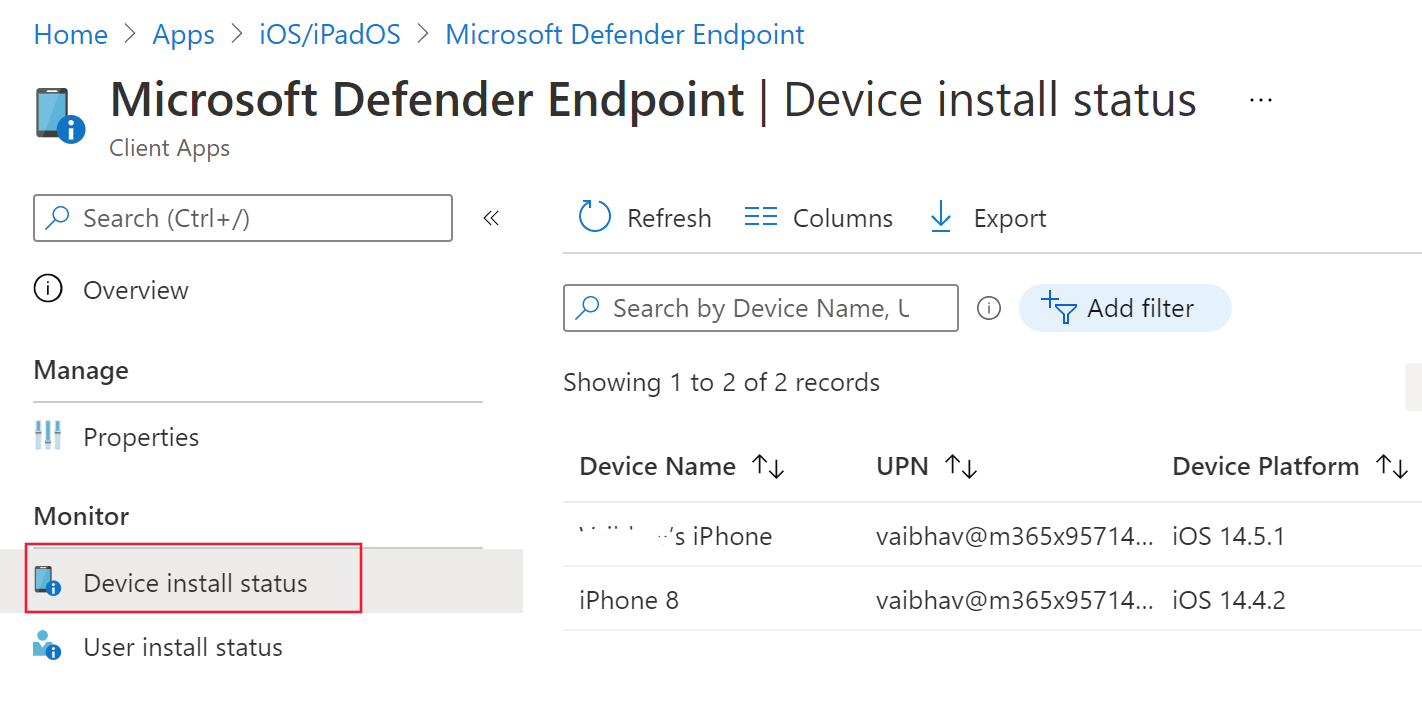 Home > Apps > iOS/iPadOS > Microsoft Defender Endpoint
Microsoft Defender Endpoint | Device install status ...
Client Apps
Search (Ctrl+/) «
Refresh Columns Export
Overview
Search by Device Name, U Add filter
Manage
Showing 1 to 2 of 2 records
Properties
Device Name ↑↓ UPN ↑↓ Device Platform ↑↓
Monitor
's iPhone vaibhav@m365x95714... iOS 14.5.1
Device install status
iPhone 8 vaibhav@m365x95714... iOS 14.4.2
User install status